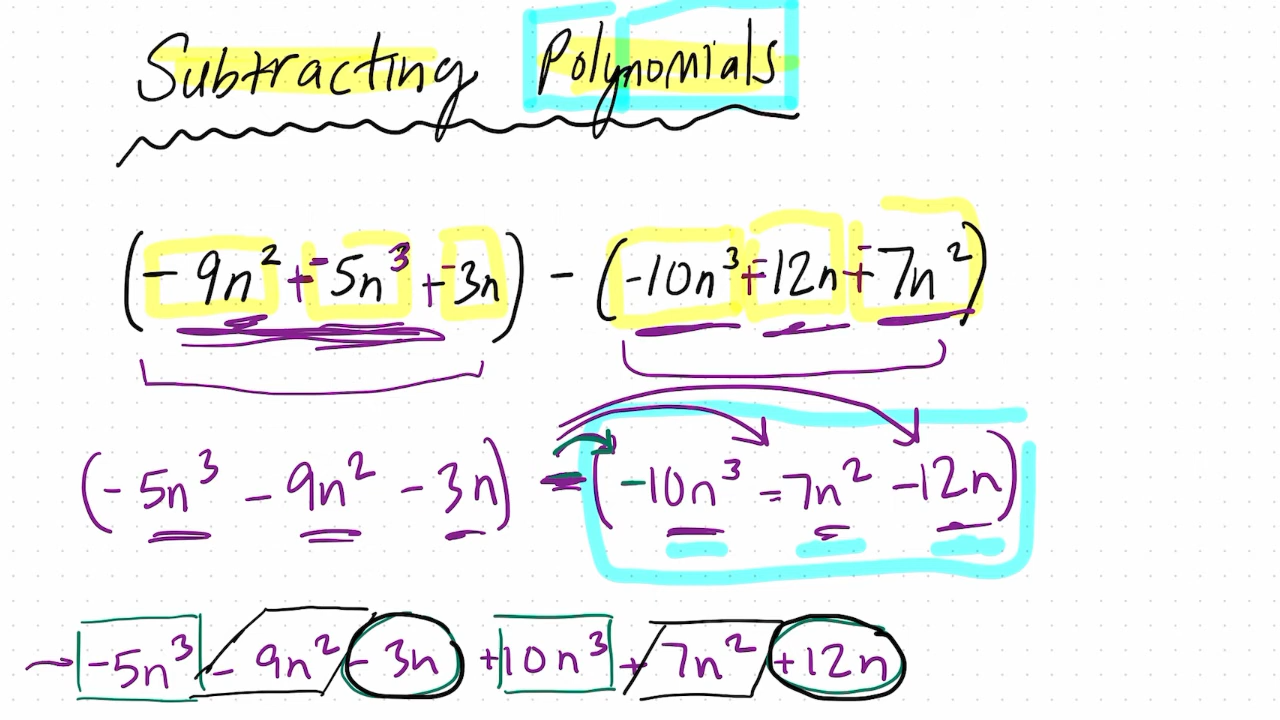 Subtracting Polynomials
(-9n² + -5n³ + -3n) - (-10n³ + -12n + -7n²)
(-5n³ - 9n² - 3n) - (-10n³ - 7n² - 12n)
→ -5n³ - 9n² - 3n +10n³ + 7n² +12n